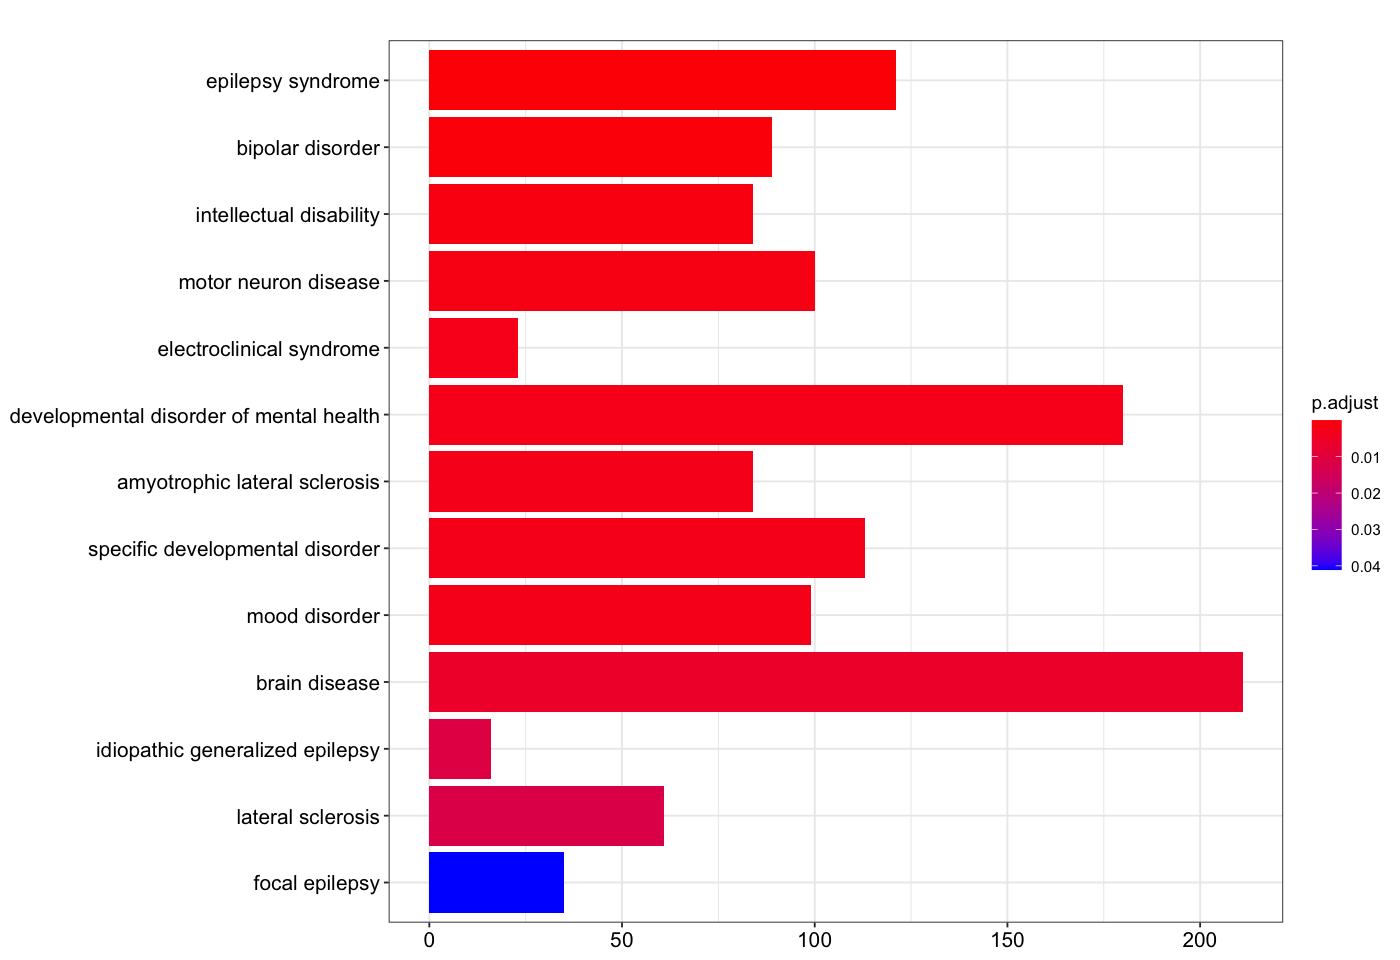 epilepsy syndrome
bipolar disorder
intellectual disability
motor neuron disease
electroclinical syndrome
developmental disorder of mental health
amyotrophic lateral sclerosis
specific developmental disorder
mood disorder
brain disease
idiopathic generalized epilepsy
lateral sclerosis
focal epilepsy
0 50 100 150 200
p.adjust
0.01
0.02
0.03
0.04